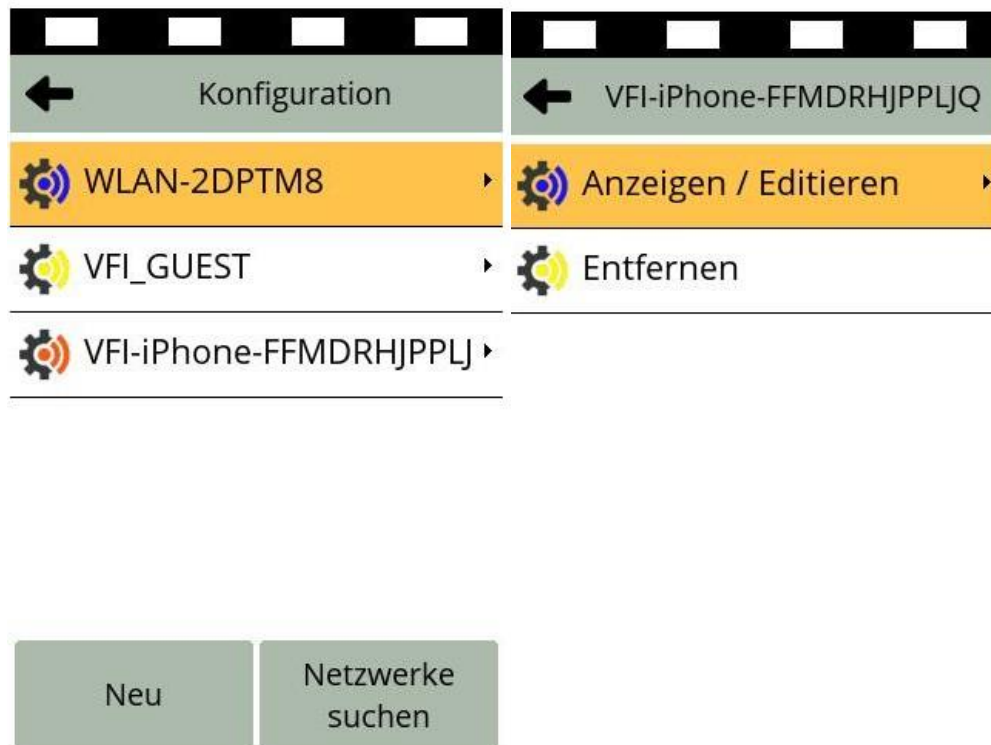 Konfiguration
WLAN-2DPTM8
VFI_GUEST
VFI-iPhone-FFMDRHJPPLJ
Neu
Netzwerke
suchen
VFI-iPhone-FFMDRHJPPLJQ
Anzeigen / Editieren
Entfernen